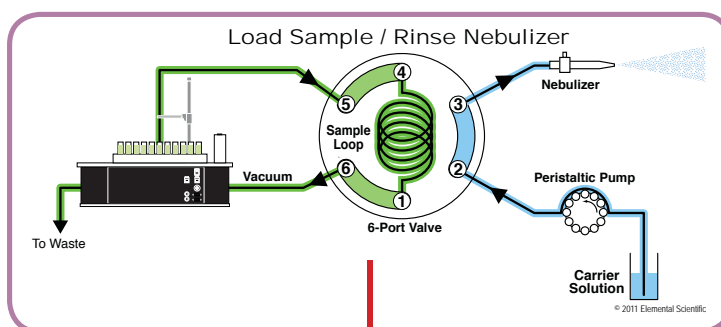 Load Sample / Rinse Nebulizer
4
5
3
Nebulizer
Sample
Loop
6
2
Vacuum
Peristaltic Pump
1
To Waste
6-Port Valve
Carrier
Solution
© 2011 Elemental Scientific